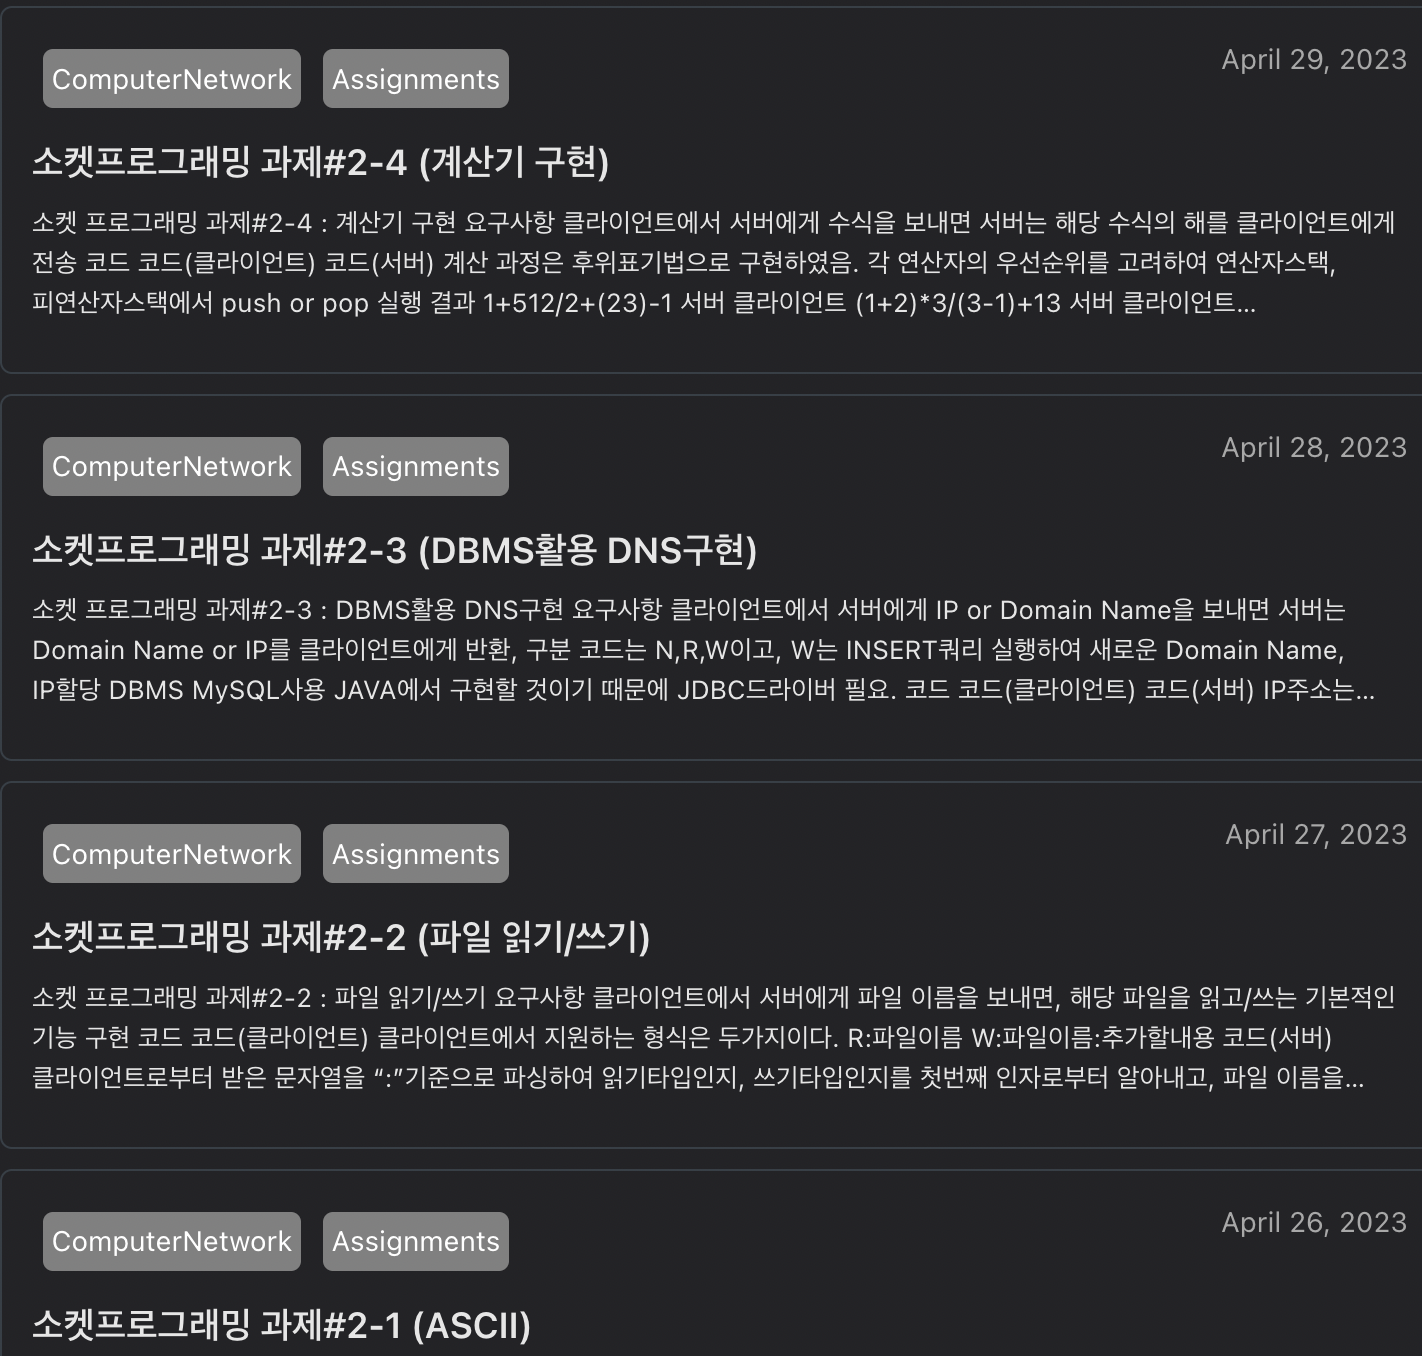 ComputerNetwork Assignments April 29, 2023
소켓프로그래밍 과제#2-4 (계산기 구현)
소켓 프로그래밍 과제#2-4 : 계산기 구현 요구사항 클라이언트에서 서버에게 수식을 보내면 서버는 해당 수식의 해를 클라이언트에게
전송 코드 코드(클라이언트) 코드(서버) 계산 과정은 후위표기법으로 구현하였음. 각 연산자의 우선순위를 고려하여 연산자스택,
피연산자스택에서 push or pop 실행 결과 1+512/2+(23)-1 서버 클라이언트 (1+2)*3/(3-1)+13 서버 클라이언트...
ComputerNetwork Assignments April 28, 2023
소켓프로그래밍 과제#2-3 (DBMS활용 DNS구현)
소켓 프로그래밍 과제#2-3 : DBMS활용 DNS구현 요구사항 클라이언트에서 서버에게 IP or Domain Name을 보내면 서버는
Domain Name or IP를 클라이언트에게 반환, 구분 코드는 N,R,W이고, W는 INSERT쿼리 실행하여 새로운 Domain Name,
IP할당 DBMS MySQL사용 JAVA에서 구현할 것이기 때문에 JDBC드라이버 필요. 코드 코드(클라이언트) 코드(서버) IP주소는...
ComputerNetwork Assignments April 27, 2023
소켓프로그래밍 과제#2-2 (파일 읽기/쓰기)
소켓 프로그래밍 과제#2-2 : 파일 읽기/쓰기 요구사항 클라이언트에서 서버에게 파일 이름을 보내면, 해당 파일을 읽고/쓰는 기본적인
기능 구현 코드 코드(클라이언트) 클라이언트에서 지원하는 형식은 두가지이다. R:파일이름 W:파일이름:추가할내용 코드(서버)
클라이언트로부터 받은 문자열을 “:”기준으로 파싱하여 읽기타입인지, 쓰기타입인지를 첫번째 인자로부터 알아내고, 파일 이름을...
ComputerNetwork Assignments April 26, 2023
소켓프로그래밍 과제#2-1 (ASCII)